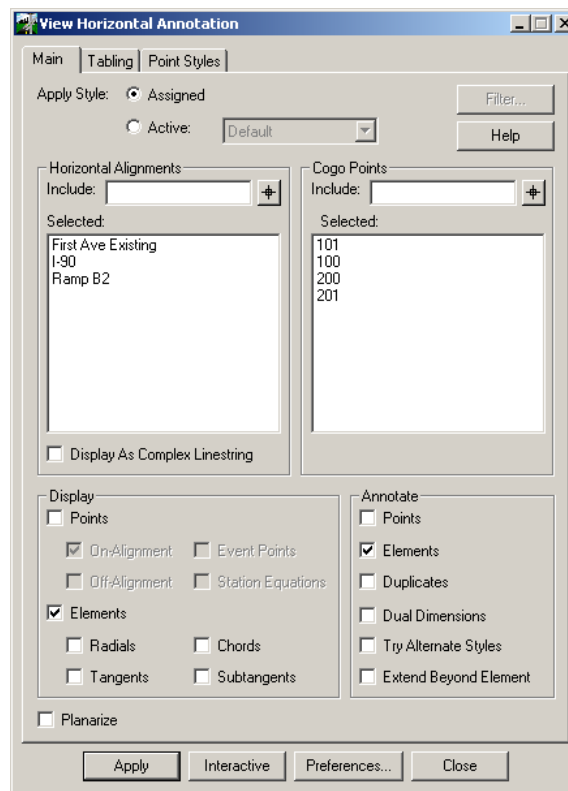 View Horizontal Annotation
Main Tabling Point Styles
Apply Style: Assigned Filter...
Active: Default Help
Horizontal Alignments Cogo Points
Include: Include:
Selected: Selected:
First Ave Existing 101
I-90 100
Ramp B2 200
201
Display As Complex Linestring
Display Annotate
Points Points
On-Alignment Event Points Elements
Off-Alignment Station Equations Duplicates
Elements Dual Dimensions
Radials Chords Try Alternate Styles
Tangents Subtangents Extend Beyond Element
Planarize
Apply Interactive Preferences... Close